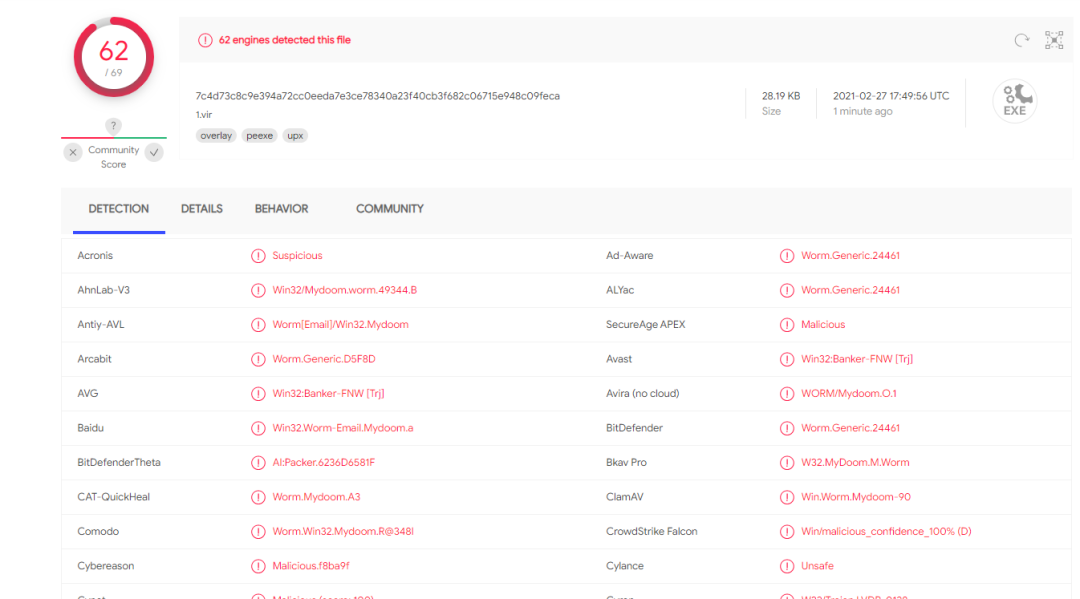 62
/ 69
62 engines detected this file
7c4d73c8c9e394a72cc0eeda7e3ce78340a23f40cb3f682c06715e948c09feca
1.vir
overlay peexe upx
28.19 KB
Size
2021-02-27 17:49:56 UTC
1 minute ago
EXE
?
Community
Score
DETECTION DETAILS BEHAVIOR COMMUNITY
Acronis Suspicious Ad-Aware Worm.Generic.24461
AhnLab-V3 Win32/Mydoom.worm.49344.B ALYac Worm.Generic.24461
Antiy-AVL Worm[Email]/Win32.Mydoom SecureAge APEX Malicious
Arcabit Worm.Generic.D5F8D Avast Win32:Banker-FNW [Trj]
AVG Win32:Banker-FNW [Trj] Avira (no cloud) WORM/Mydoom.O.1
Baidu Win32.Worm-Email.Mydoom.a BitDefender Worm.Generic.24461
BitDefenderTheta AI:Packer.6236D6581F Bkav Pro W32.MyDoom.M.Worm
CAT-QuickHeal Worm.Mydoom.A3 ClamAV Win.Worm.Mydoom-90
Comodo Worm.Win32.Mydoom.R@348l CrowdStrike Falcon Win/malicious_confidence_100% (D)
Cybereason Malicious.f8ba9f Cylance Unsafe